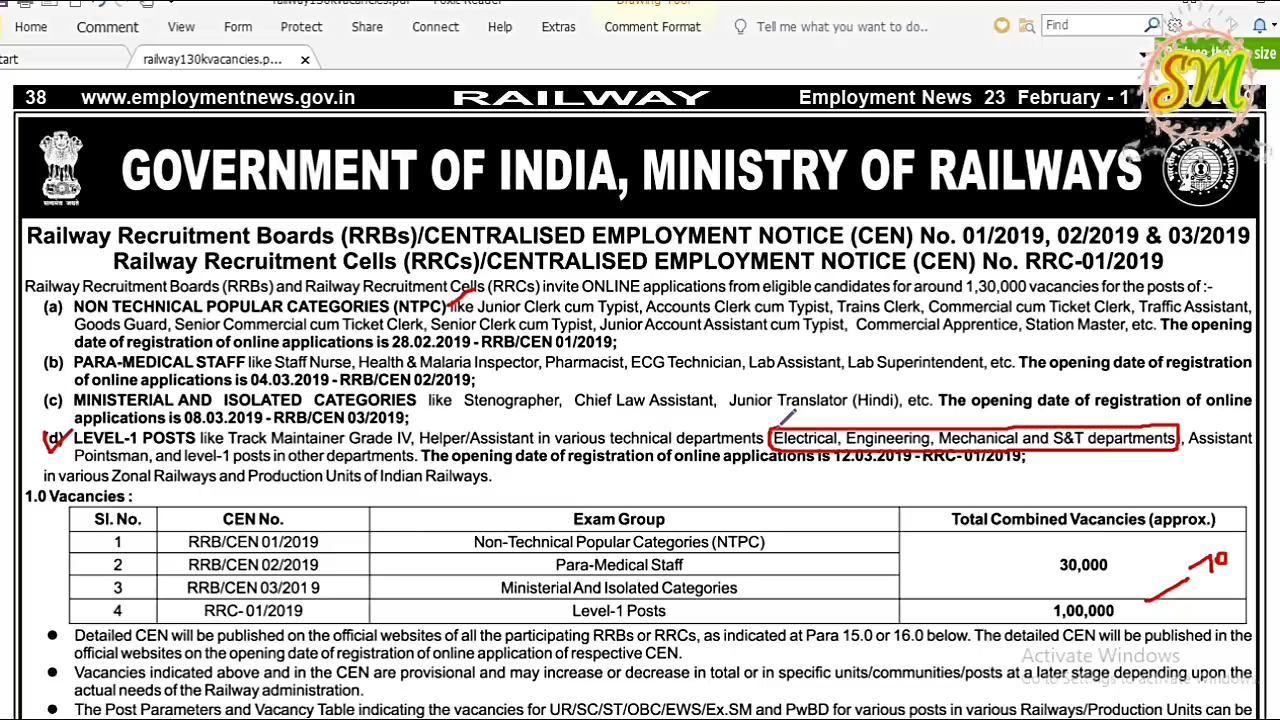 railway130kvacancies.pdf
Foxit Reader
Drawing Tool
Home Comment View Form Protect Share Connect Help Extras Comment Format Tell me what you want to do.. Find
tart railway130kvacancies.p... × the size
SM
38 www.employmentnews.gov.in RAILWAY Employment News 23 February - 1
GOVERNMENT OF INDIA, MINISTRY OF RAILWAYS
सत्यमेव जयते
Railway Recruitment Boards (RRBs)/CENTRALISED EMPLOYMENT NOTICE (CEN) No. 01/2019, 02/2019 & 03/2019
Railway Recruitment Cells (RRCs)/CENTRALISED EMPLOYMENT NOTICE (CEN) No. RRC-01/2019
Railway Recruitment Boards (RRBs) and Railway Recruitment Cells (RRCs) invite ONLINE applications from eligible candidates for around 1,30,000 vacancies for the posts of :-
(a) NON TECHNICAL POPULAR CATEGORIES (NTPC) like Junior Clerk cum Typist, Accounts Clerk cum Typist, Trains Clerk, Commercial cum Ticket Clerk, Traffic Assistant,
Goods Guard, Senior Commercial cum Ticket Clerk, Senior Clerk cum Typist, Junior Account Assistant cum Typist, Commercial Apprentice, Station Master, etc. The opening
date of registration of online applications is 28.02.2019 - RRB/CEN 01/2019;
(b) PARA-MEDICAL STAFF like Staff Nurse, Health & Malaria Inspector, Pharmacist, ECG Technician, Lab Assistant, Lab Superintendent, etc. The opening date of registration
of online applications is 04.03.2019 - RRB/CEN 02/2019;
(c) MINISTERIAL AND ISOLATED CATEGORIES like Stenographer, Chief Law Assistant, Junior Translator (Hindi), etc. The opening date of registration of online
applications is 08.03.2019 - RRB/CEN 03/2019;
(d) LEVEL-1 POSTS like Track Maintainer Grade IV, Helper/Assistant in various technical departments Electrical, Engineering, Mechanical and S&T departments , Assistant
Pointsman, and level-1 posts in other departments. The opening date of registration of online applications is 12.03.2019 - RRC- 01/2019;
in various Zonal Railways and Production Units of Indian Railways.
1.0 Vacancies :
Sl. No. CEN No. Exam Group Total Combined Vacancies (approx.)
1 RRB/CEN 01/2019 Non-Technical Popular Categories (NTPC)
2 RRB/CEN 02/2019 Para-Medical Staff 30,000
3 RRB/CEN 03/2019 Ministerial And Isolated Categories
4 RRC- 01/2019 Level-1 Posts 1,00,000
● Detailed CEN will be published on the official websites of all the participating RRBs or RRCs, as indicated at Para 15.0 or 16.0 below. The detailed CEN will be published in the
official websites on the opening date of registration of online application of respective CEN.
Activate Windows
● Vacancies indicated above and in the CEN are provisional and may increase or decrease in total or in specific units/communities/posts at a later stage depending upon the
Go to Settings to activate Windows.
actual needs of the Railway administration.
● The Post Parameters and Vacancy Table indicating the vacancies for UR/SC/ST/OBC/EWS/Ex.SM and PwBD for various posts in various Railways/Production Units can be